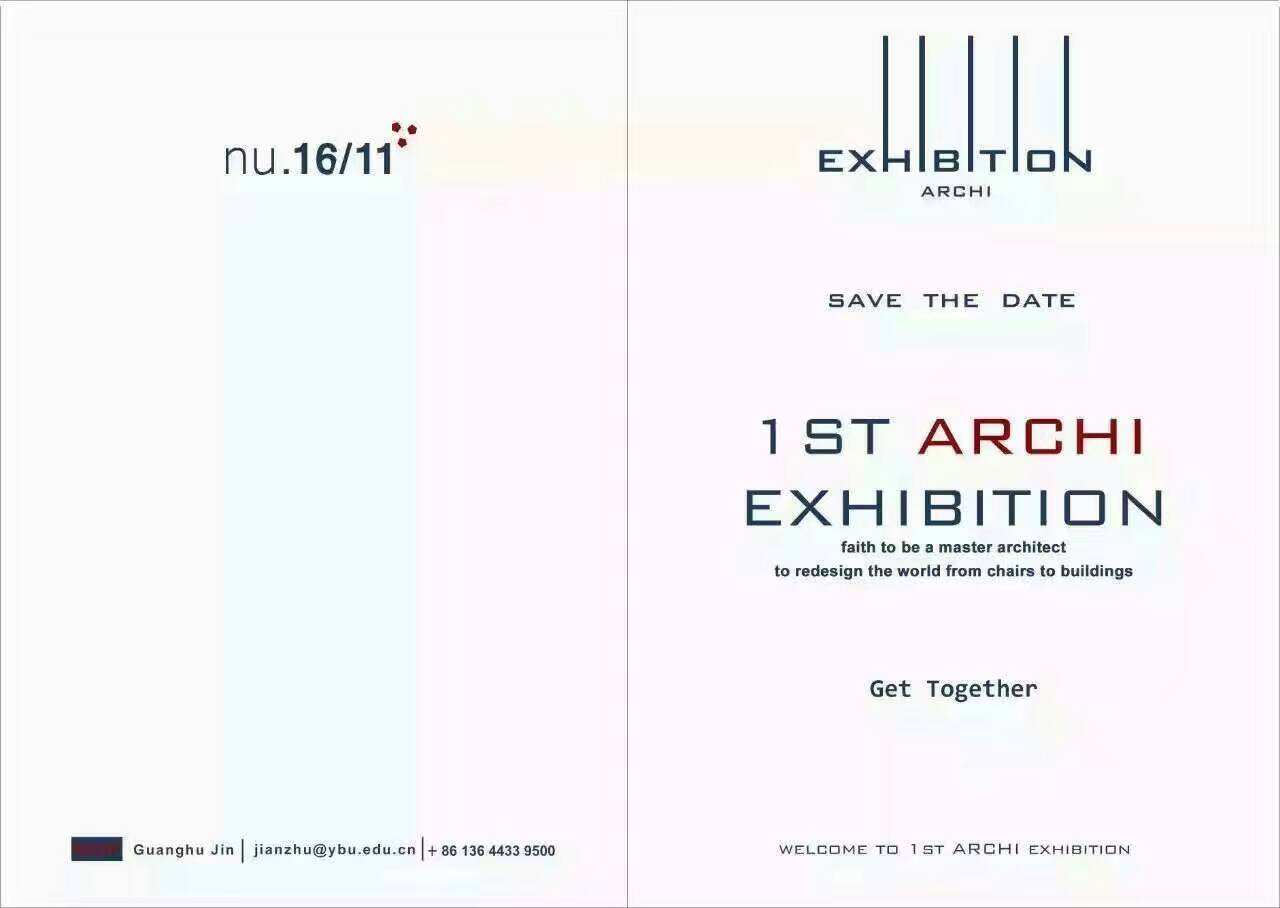 nu.16/11
Guanghu Jin | jianzhu@ybu.edu.cn | + 86 136 4433 9500
EXHIBITION
ARCHI
SAVE THE DATE
1ST ARCHI
EXHIBITION
faith to be a master architect
to redesign the world from chairs to buildings
Get Together
WELCOME TO 1ST ARCHI EXHIBITION